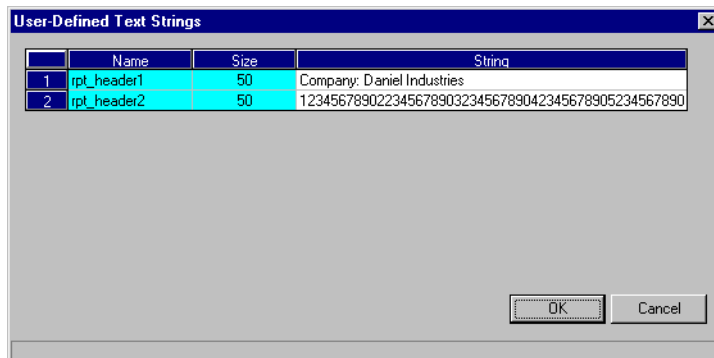 User-Defined Text Strings
Name Size String
1 rpt_header1 50 Company: Daniel Industries
2 rpt_header2 50 12345678902234567890323456789042345678905234567890
OK Cancel